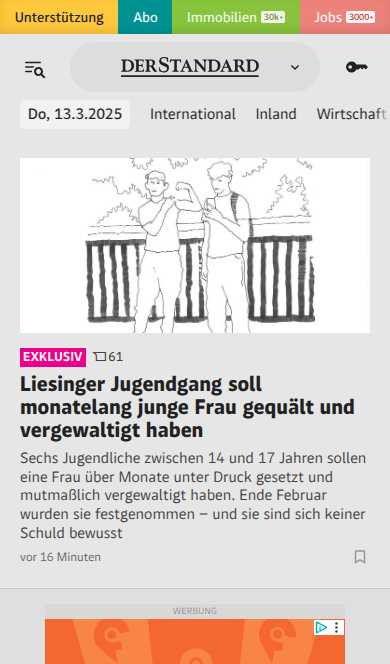 Unterstützung Abo Immobilien 30k+ Jobs 3000+
DERSTANDARD
Do, 13.3.2025 International Inland Wirtschaft
EXKLUSIV 61
Liesinger Jugendgang soll
monatelang junge Frau gequält und
vergewaltigt haben
Sechs Jugendliche zwischen 14 und 17 Jahren sollen
eine Frau über Monate unter Druck gesetzt und
mutmaßlich vergewaltigt haben. Ende Februar
wurden sie festgenommen – und sie sind sich keiner
Schuld bewusst
vor 16 Minuten
WERBUNG